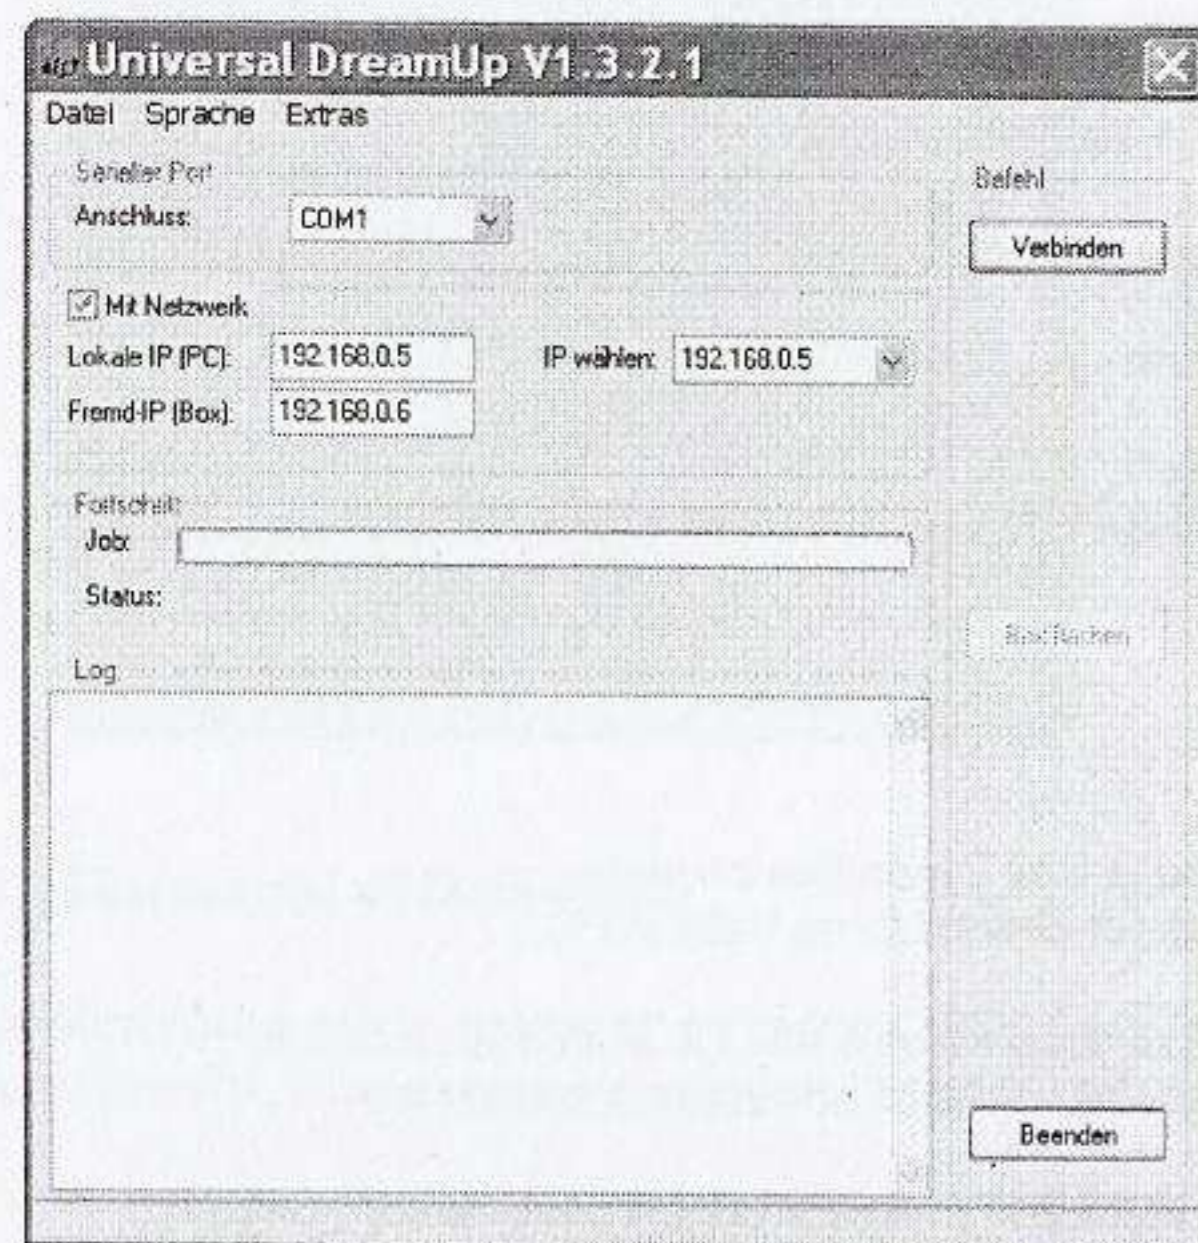 Universal DreamUp V1.3.2.1
Datei Sprache Extras
Serieller Port
Anschluss: COM1
Befehl
Verbinden
Mit Netzwerk
Lokale IP (PC): 192.168.0.5 IP wählen: 192.168.0.5
Fremd-IP (Box): 192.168.0.6
Fortschritt
Job:
Status:
Box flashen
Log
Beenden